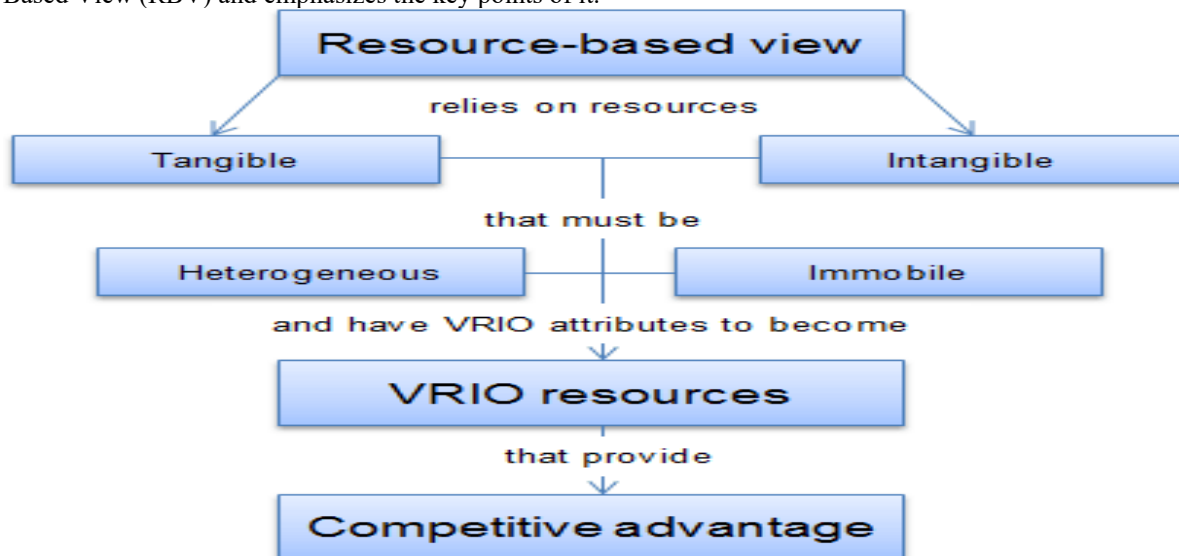 Based View (RBV) and emphasizes the key points of it.
Resource-based view
relies on resources
Tangible
Intangible
that must be
Heterogeneous
Immobile
and have VRIO attributes to become
VRIO resources
that provide
Competitive advantage